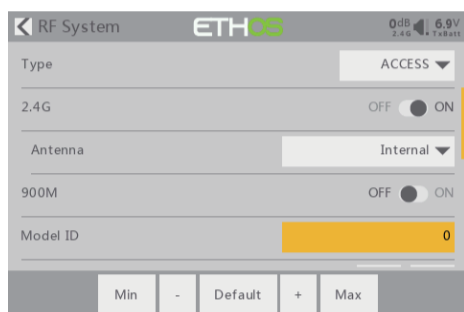 RF System ETHOS 0dB 2.4G 6.9V TxBatt
Type ACCESS
2.4G OFF ON
Antenna Internal
900M OFF ON
Model ID 0
Min - Default + Max